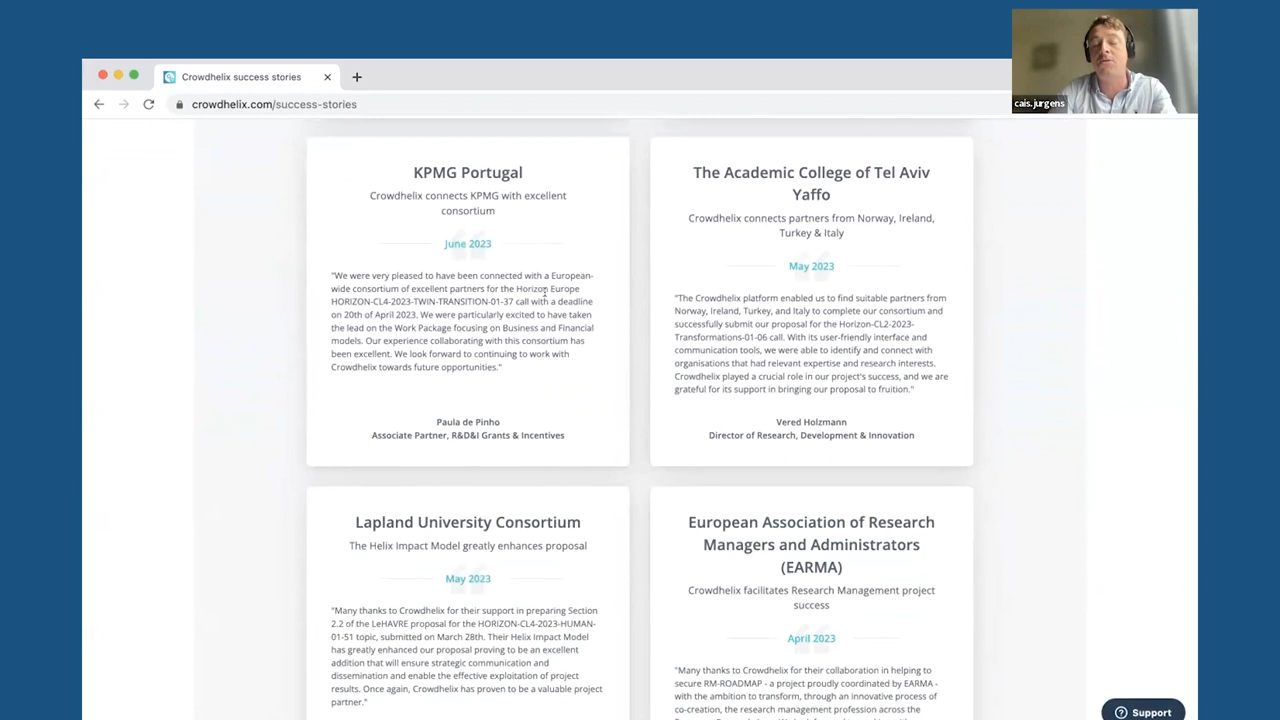 Crowdhelix success stories
crowdhelix.com/success-stories
cais.jurgens
KPMG Portugal
Crowdhelix connects KPMG with excellent
consortium
June 2023
"We were very pleased to have been connected with a European-
wide consortium of excellent partners for the Horizon Europe
HORIZON-CL4-2023-TWIN-TRANSITION-01-37 call with a deadline
on 20th of April 2023. We were particularly excited to have taken
the lead on the Work Package focusing on Business and Financial
models. Our experience collaborating with this consortium has
been excellent. We look forward to continuing to work with
Crowdhelix towards future opportunities."
Paula de Pinho
Associate Partner, R&D&I Grants & Incentives
The Academic College of Tel Aviv
Yaffo
Crowdhelix connects partners from Norway, Ireland,
Turkey & Italy
May 2023
"The Crowdhelix platform enabled us to find suitable partners from
Norway, Ireland, Turkey, and Italy to complete our consortium and
successfully submit our proposal for the Horizon-CL2-2023-
Transformations-01-06 call. With its user-friendly interface and
communication tools, we were able to identify and connect with
organisations that had relevant expertise and research interests.
Crowdhelix played a crucial role in our project's success, and we are
grateful for its support in bringing our proposal to fruition."
Vered Holzmann
Director of Research, Development & Innovation
Lapland University Consortium
The Helix Impact Model greatly enhances proposal
May 2023
"Many thanks to Crowdhelix for their support in preparing Section
2.2 of the LeHAVRE proposal for the HORIZON-CL4-2023-HUMAN-
01-51 topic, submitted on March 28th. Their Helix Impact Model
has greatly enhanced our proposal proving to be an excellent
addition that will ensure strategic communication and
dissemination and enable the effective exploitation of project
results. Once again, Crowdhelix has proven to be a valuable project
partner."
European Association of Research
Managers and Administrators
(EARMA)
Crowdhelix facilitates Research Management project
success
April 2023
"Many thanks to Crowdhelix for their collaboration in helping to
secure RM-ROADMAP - a project proudly coordinated by EARMA -
with the ambition to transform, through an innovative process of
co-creation, the research management profession across the
Support